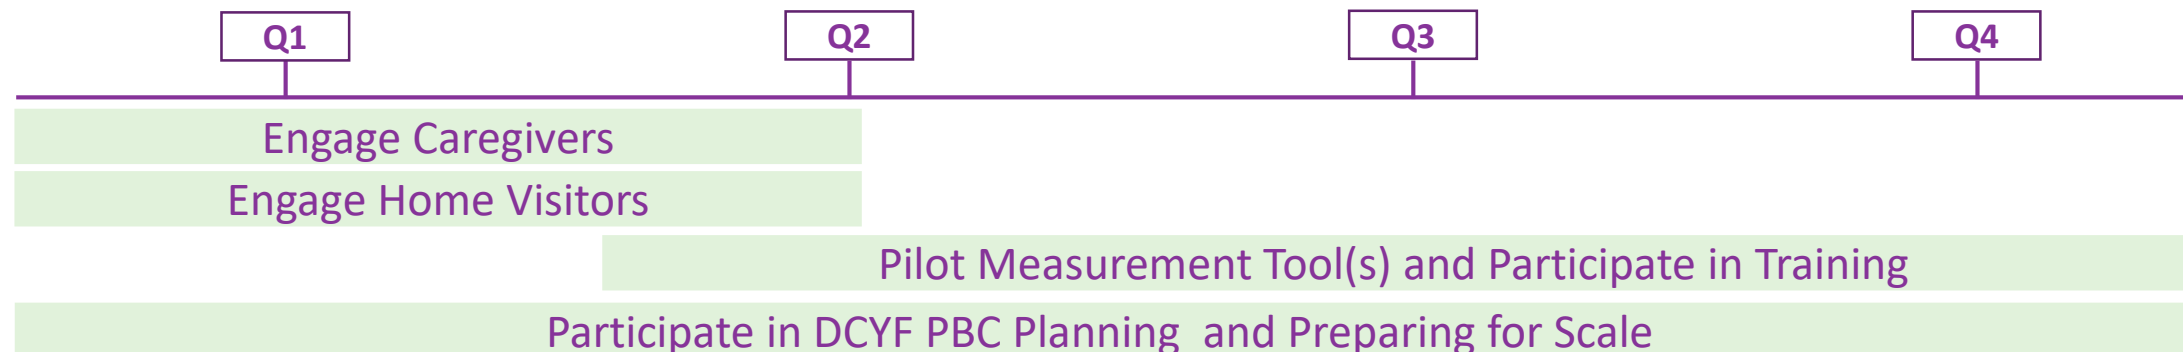 Q1 Q2 Q3 Q4
Engage Caregivers
Engage Home Visitors
Pilot Measurement Tool(s) and Participate in Training
Participate in DCYF PBC Planning  and Preparing for Scale